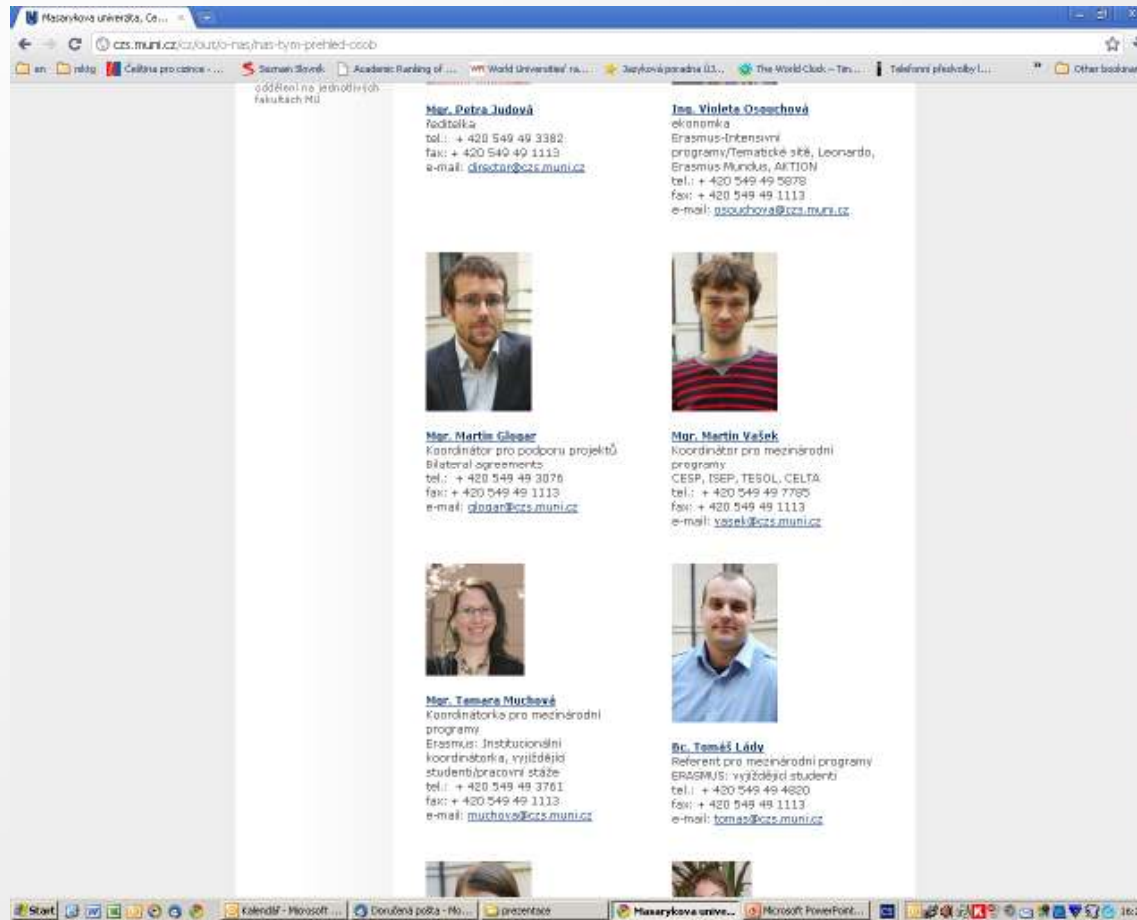 Masarykova univerzita, Ce...
czs.muni.cz/cz/out/o-nas/nas-tym-prehled-osob
en
mktg
Čeština pro cizince - ...
Seznam Slovník
Academic Ranking of ...
World Universities' ra...
Jazyková poradna ÚJ...
The World Clock – Tim...
Telefonní předvolby I...
Other bookmar
oddělení na jednotlivých
fakultách MU
Mgr. Petra Judová
ředitelka
tel.: + 420 549 49 3382
fax: + 420 549 49 1113
e-mail: director@czs.muni.cz
Ing. Violeta Osouchová
ekonomka
Erasmus-Intensivní
programy/Tematické sítě, Leonardo,
Erasmus Mundus, AKTION
tel.: + 420 549 49 5878
fax: + 420 549 49 1113
e-mail: osouchova@czs.muni.cz
Mgr. Martin Glogar
Koordinátor pro podporu projektů
Bilateral agreements
tel.: + 420 549 49 3076
fax: + 420 549 49 1113
e-mail: glogar@czs.muni.cz
Mgr. Martin Vašek
Koordinátor pro mezinárodní
programy
CESP, ISEP, TESOL, CELTA
tel.: + 420 549 49 7785
fax: + 420 549 49 1113
e-mail: vasek@czs.muni.cz
Mgr. Tamara Muchová
Koordinátorka pro mezinárodní
programy
Erasmus: Institucionální
koordinátorka, vyjíždějící
studenti/pracovní stáže
tel.: + 420 549 49 3761
fax: + 420 549 49 1113
e-mail: muchova@czs.muni.cz
Bc. Tomáš Lády
Referent pro mezinárodní programy
ERASMUS: vyjíždějící studenti
tel.: + 420 549 49 4820
fax: + 420 549 49 1113
e-mail: tomas@czs.muni.cz
Start
Kalendář - Microsoft ...
Doručená pošta - Mo...
prezentace
Masarykova unive...
Microsoft PowerPoint...